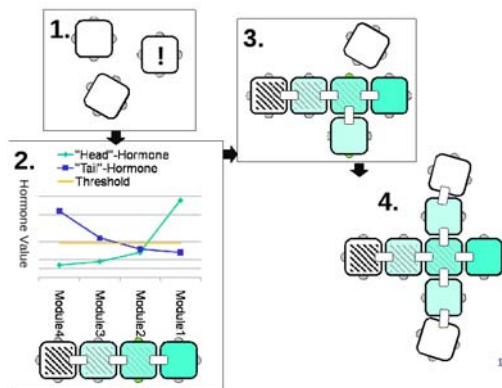 1.
!
2.
"Head"-Hormone
"Tail"-Hormone
Threshold
Hormone Value
Module4
Module3
Module2
Module1
3.
4.
1